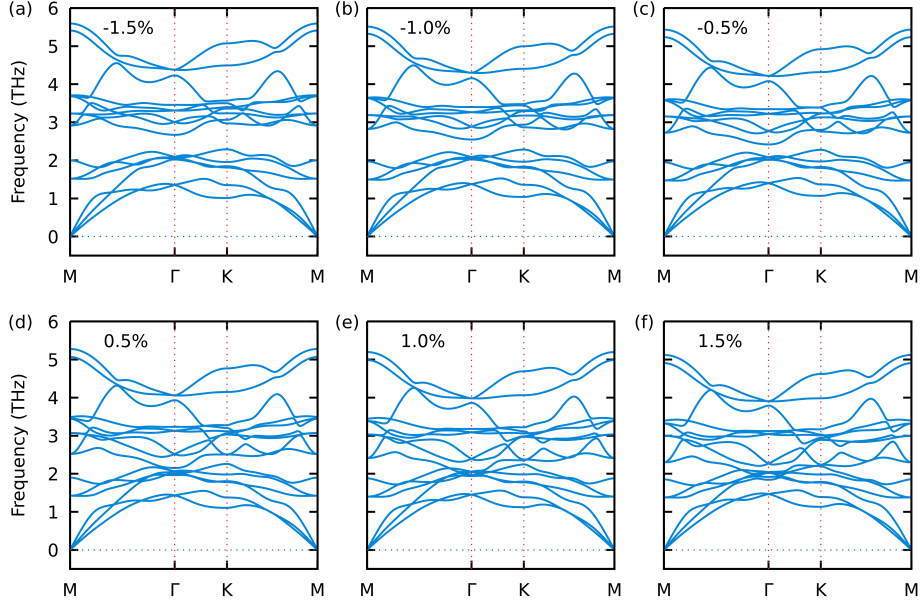 (a) -1.5% (b) -1.0% (c) -0.5%
6
5
4
3
2
1
0
Frequency (THz)
M Γ K M M Γ K M M Γ K M
(d) 0.5% (e) 1.0% (f) 1.5%
6
5
4
3
2
1
0
Frequency (THz)
M Γ K M M Γ K M M Γ K M